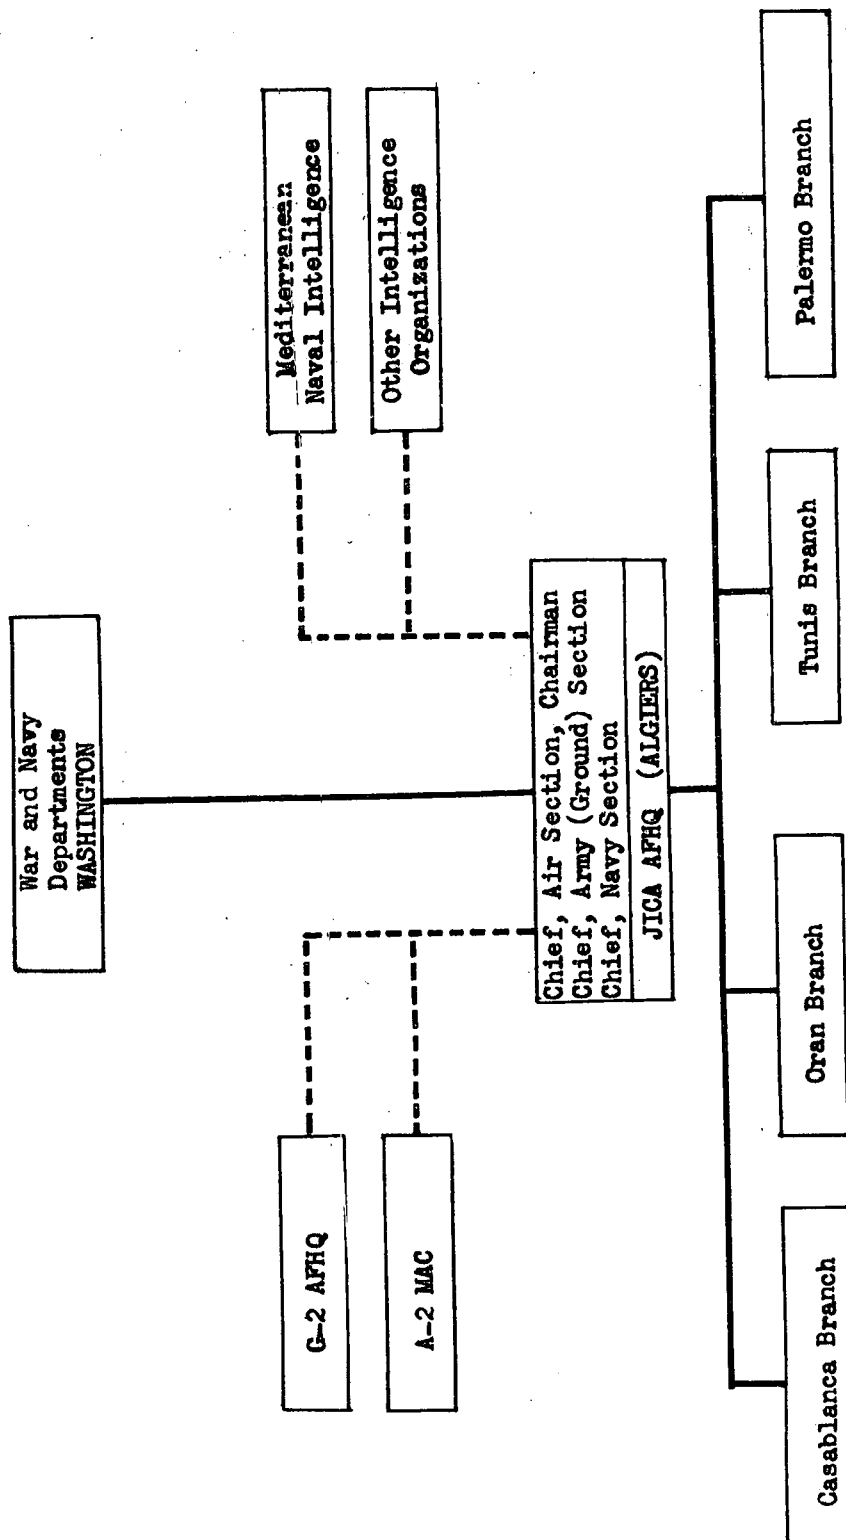 War and Navy
Departments
WASHINGTON
G-2 AFHQ
A-2 MAC
Mediterranean
Naval Intelligence
Other Intelligence
Organizations
Chief, Air Section, Chairman
Chief, Army (Ground) Section
Chief, Navy Section
JICA AFHQ (ALGIERS)
Casablanca Branch
Oran Branch
Tunis Branch
Palermo Branch